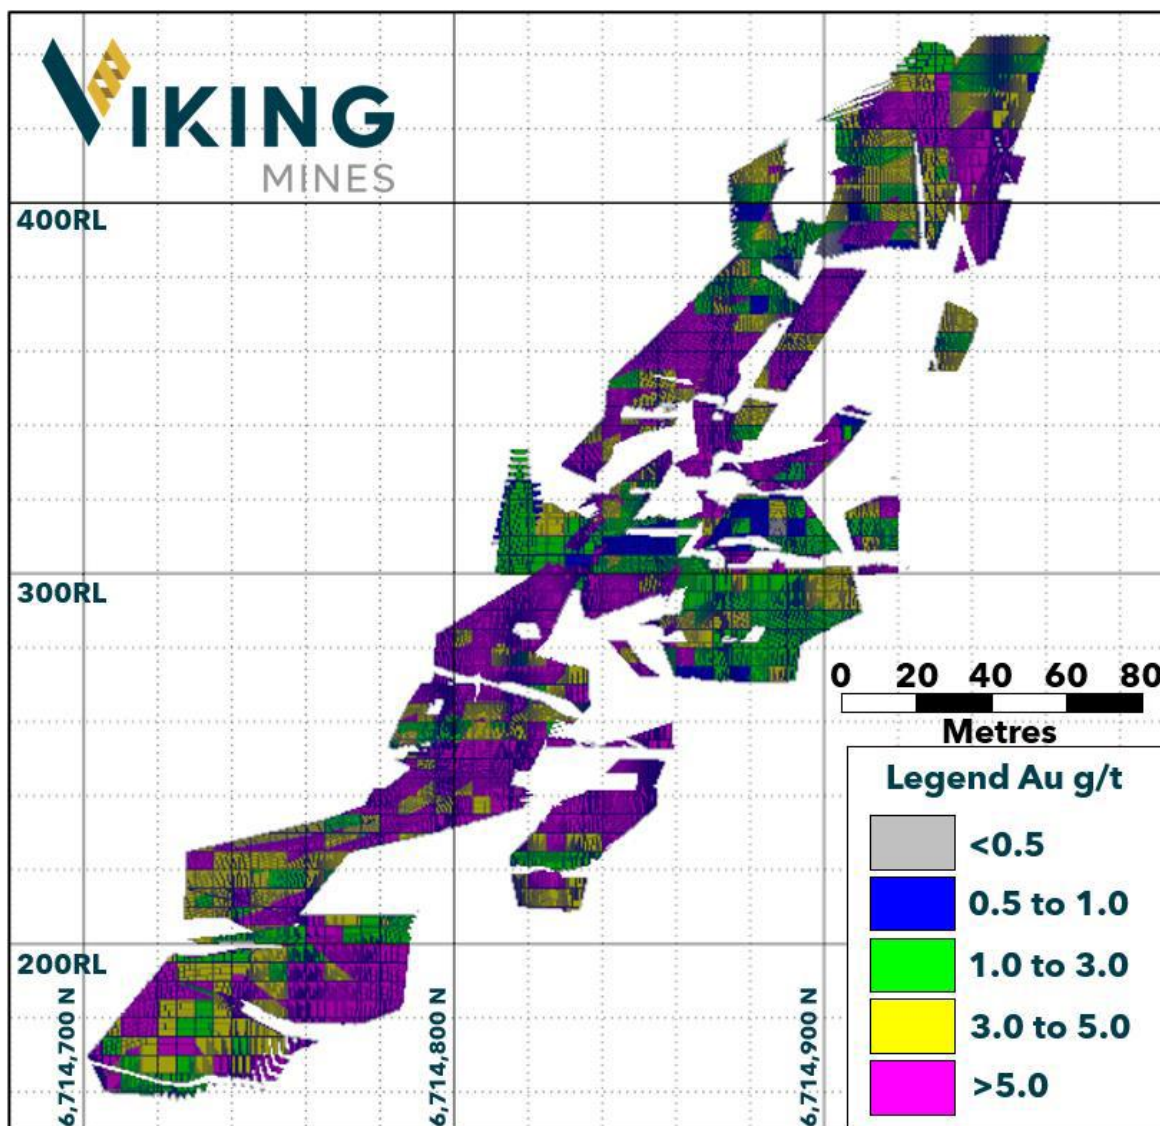 VIKING
MINES
400RL
300RL
0 20 40 60 80
Metres
Legend Au g/t
<0.5
0.5 to 1.0
1.0 to 3.0
3.0 to 5.0
>5.0
200RL
6,714,700 N
6,714,800 N
6,714,900 N